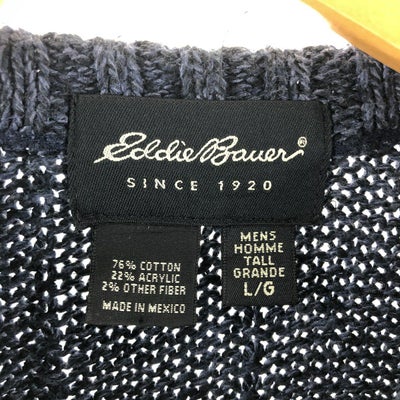 Eddie Bauer®
SINCE 1920
76% COTTON
22% ACRYLIC
2% OTHER FIBER
MADE IN MEXICO
MENS
HOMME
TALL
GRANDE
L/G